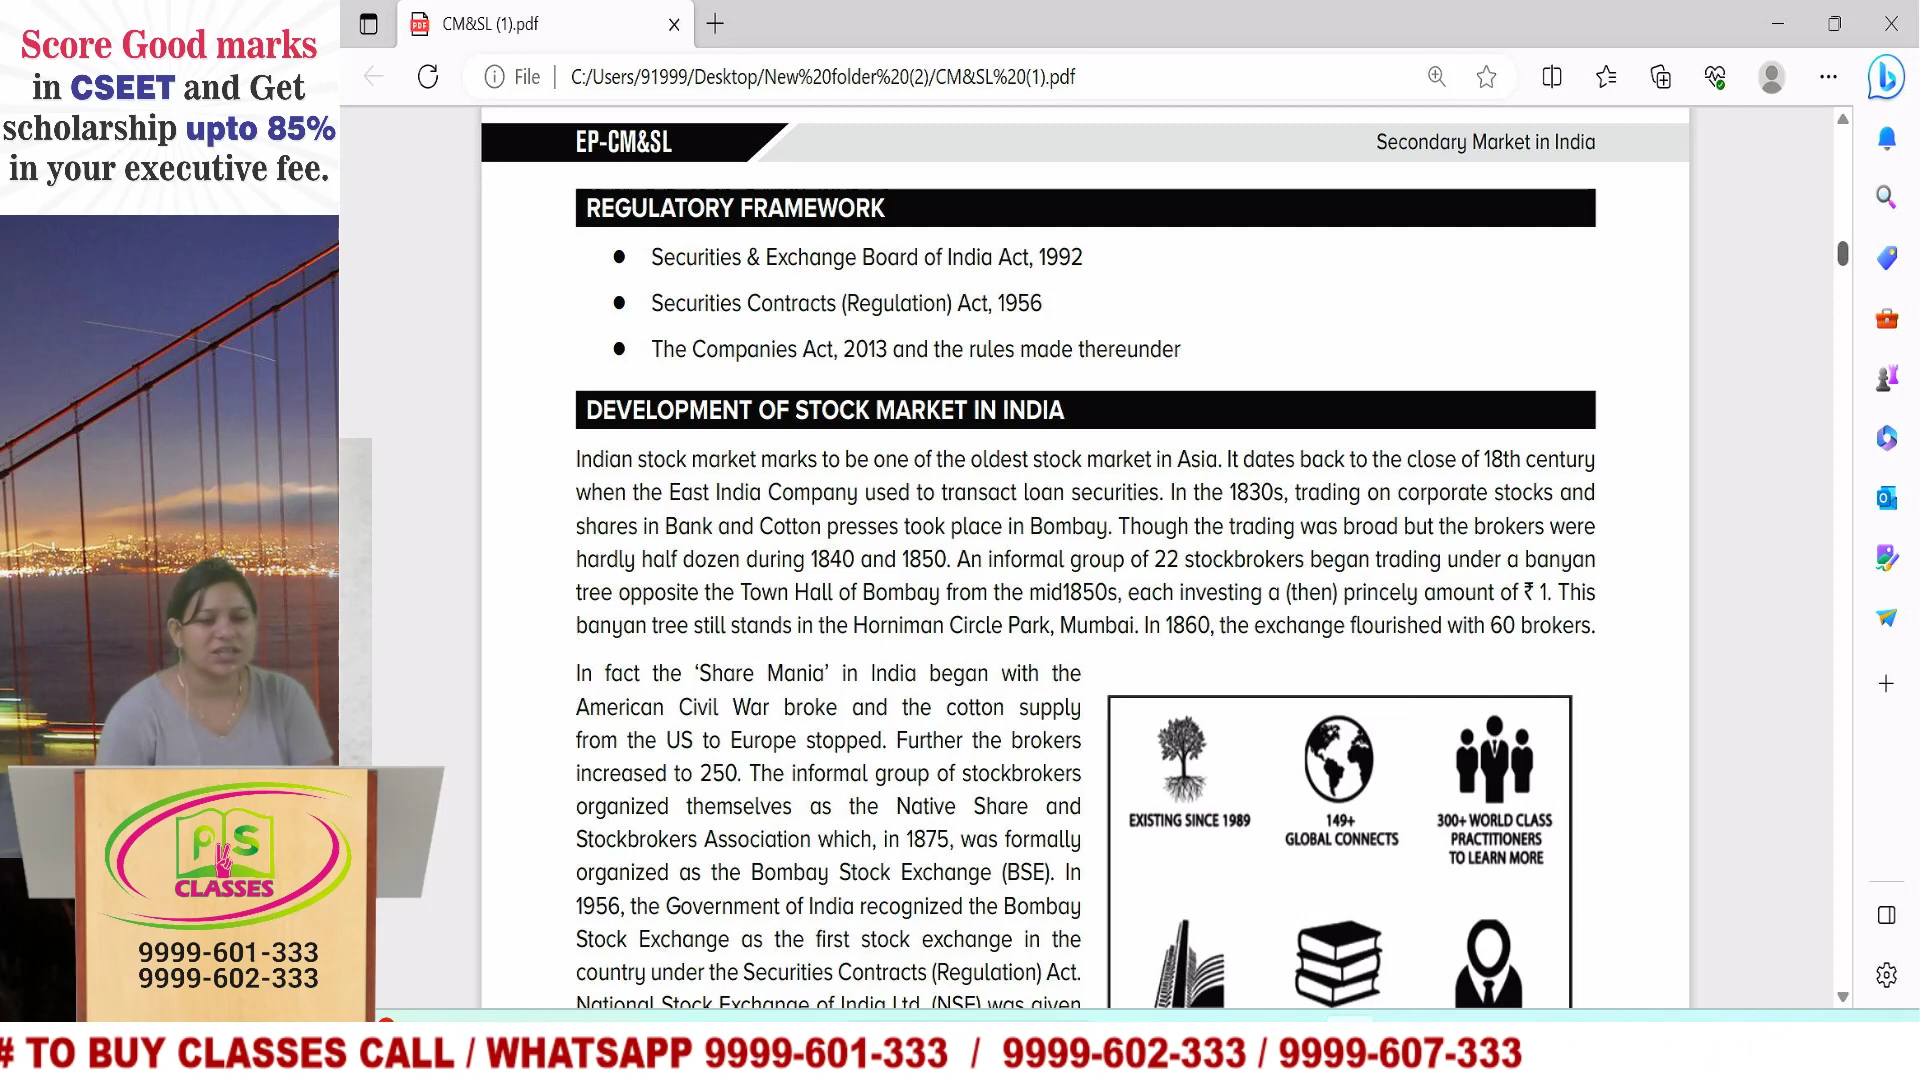 Score Good marks
in CSEET and Get
scholarship upto 85%
in your executive fee.
CM&SL (1).pdf
File
C:/Users/91999/Desktop/New%20folder%20(2)/CM&SL%20(1).pdf
EP-CM&SL
Secondary Market in India
REGULATORY FRAMEWORK
● Securities & Exchange Board of India Act, 1992
● Securities Contracts (Regulation) Act, 1956
● The Companies Act, 2013 and the rules made thereunder
DEVELOPMENT OF STOCK MARKET IN INDIA
Indian stock market marks to be one of the oldest stock market in Asia. It dates back to the close of 18th century
when the East India Company used to transact loan securities. In the 1830s, trading on corporate stocks and
shares in Bank and Cotton presses took place in Bombay. Though the trading was broad but the brokers were
hardly half dozen during 1840 and 1850. An informal group of 22 stockbrokers began trading under a banyan
tree opposite the Town Hall of Bombay from the mid1850s, each investing a (then) princely amount of ₹ 1. This
banyan tree still stands in the Horniman Circle Park, Mumbai. In 1860, the exchange flourished with 60 brokers.
In fact the ‘Share Mania’ in India began with the
American Civil War broke and the cotton supply
from the US to Europe stopped. Further the brokers
increased to 250. The informal group of stockbrokers
organized themselves as the Native Share and
Stockbrokers Association which, in 1875, was formally
organized as the Bombay Stock Exchange (BSE). In
1956, the Government of India recognized the Bombay
Stock Exchange as the first stock exchange in the
country under the Securities Contracts (Regulation) Act.
National Stock Exchange of India Ltd. (NSE) was given
EXISTING SINCE 1989
149+
GLOBAL CONNECTS
300+ WORLD CLASS
PRACTITIONERS
TO LEARN MORE
PS
CLASSES
9999-601-333
9999-602-333
# TO BUY CLASSES CALL / WHATSAPP 9999-601-333 / 9999-602-333 / 9999-607-333